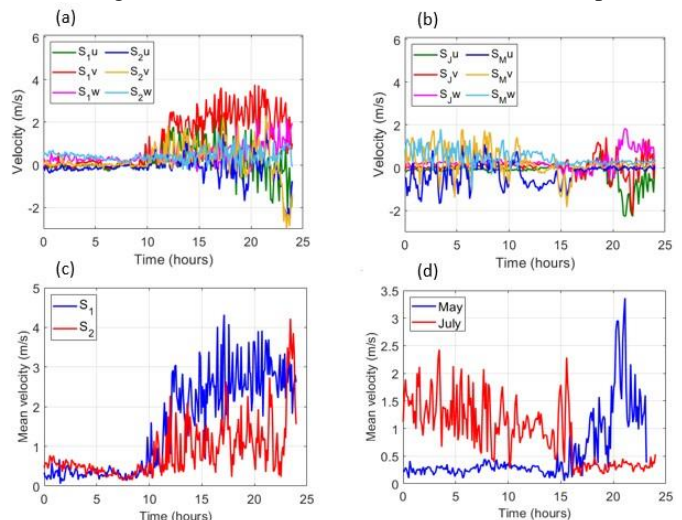 (a)
6
4
2
0
-2
Velocity (m/s)
S1u S2u
S1v S2v
S1w S2w
0 5 10 15 20 25
Time (hours)
(b)
6
4
2
0
-2
Velocity (m/s)
SJu SMu
SJv SMv
SJw SMw
0 5 10 15 20 25
Time (hours)
(c)
5
4
3
2
1
0
Mean velocity (m/s)
S1
S2
0 5 10 15 20 25
Time (hours)
(d)
3.5
3
2.5
2
1.5
1
0.5
0
Mean velocity (m/s)
May
July
0 5 10 15 20 25
Time (hours)